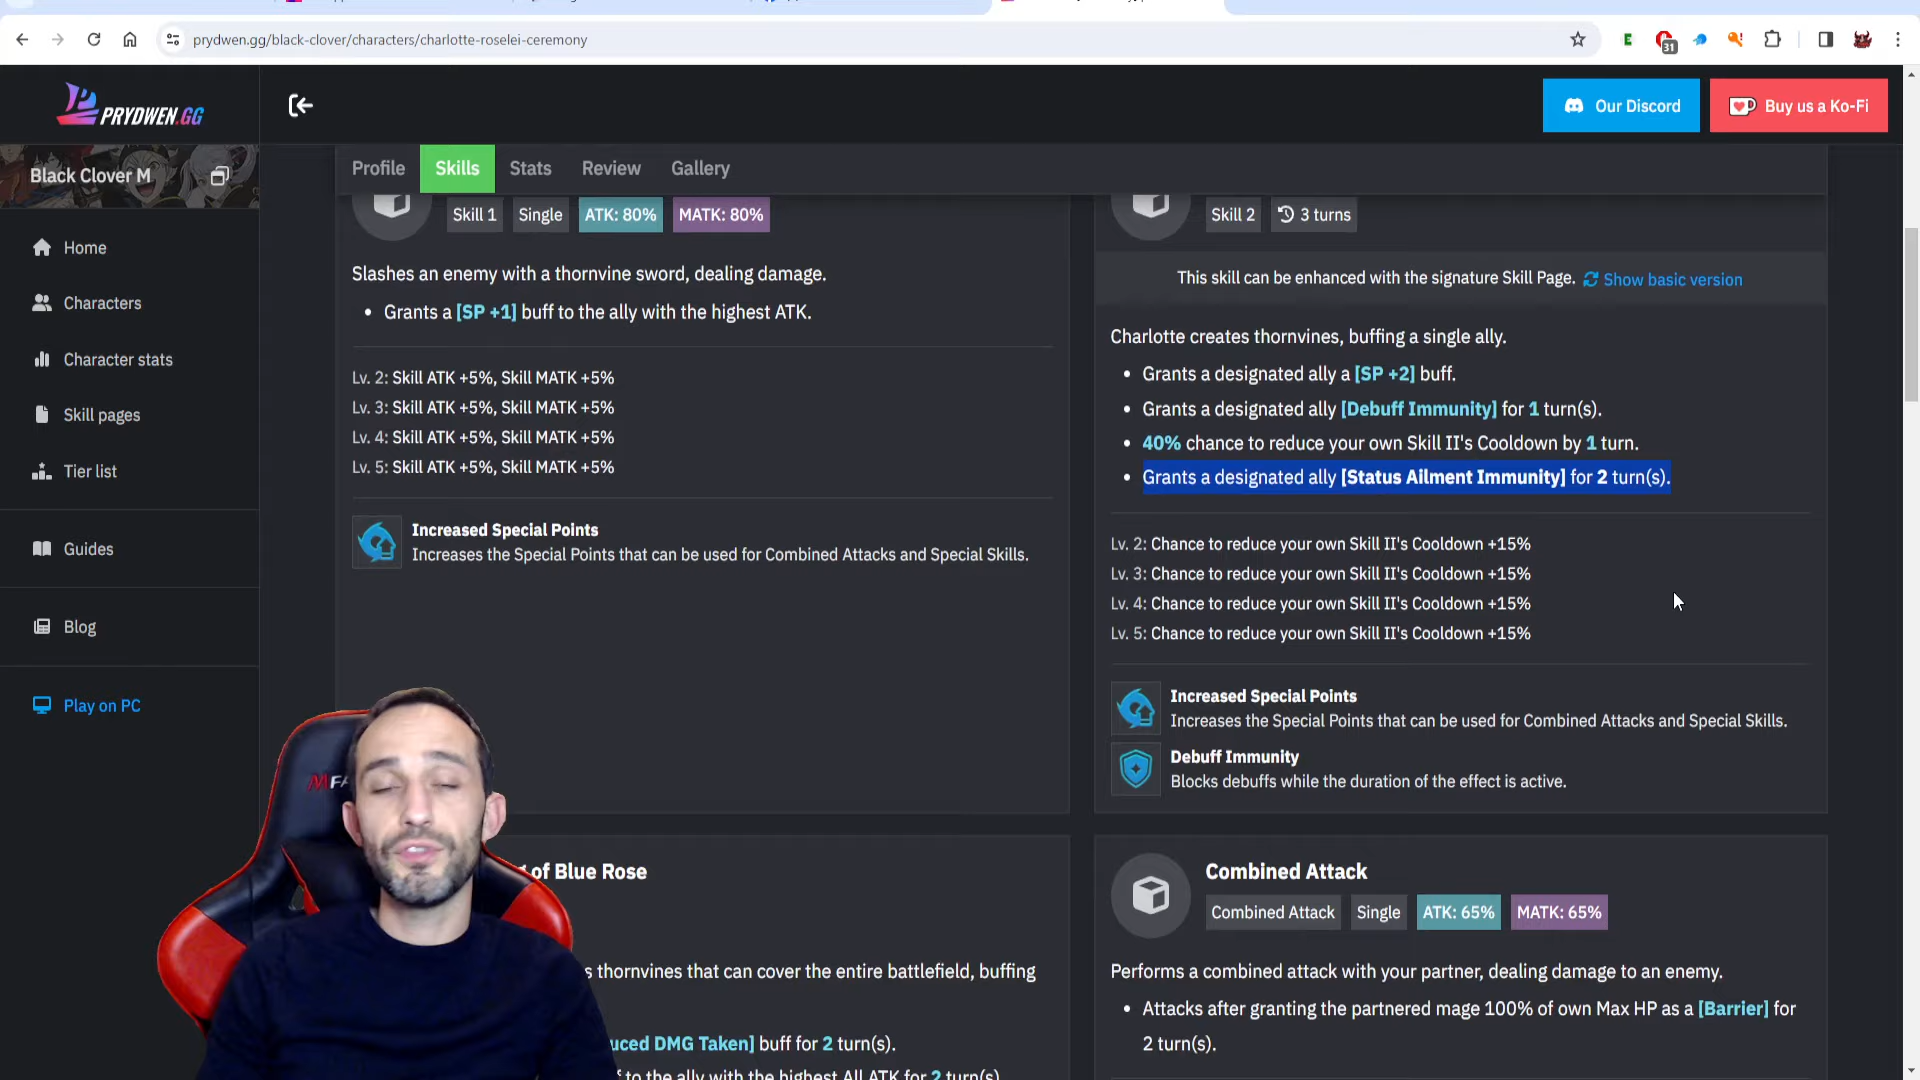 prydwen.gg/black-clover/characters/charlotte-roselei-ceremony
31
PRYDWEN.GG
Our Discord
Buy us a Ko-Fi
Black Clover M
Home
Characters
Character stats
Skill pages
Tier list
Guides
Blog
Play on PC
Profile
Skills
Stats
Review
Gallery
Skill 1
Single
ATK: 80%
MATK: 80%
Slashes an enemy with a thornvine sword, dealing damage.
• Grants a [SP +1] buff to the ally with the highest ATK.
Lv. 2: Skill ATK +5%, Skill MATK +5%
Lv. 3: Skill ATK +5%, Skill MATK +5%
Lv. 4: Skill ATK +5%, Skill MATK +5%
Lv. 5: Skill ATK +5%, Skill MATK +5%
Increased Special Points
Increases the Special Points that can be used for Combined Attacks and Special Skills.
Skill 2
3 turns
This skill can be enhanced with the signature Skill Page. Show basic version
Charlotte creates thornvines, buffing a single ally.
• Grants a designated ally a [SP +2] buff.
• Grants a designated ally [Debuff Immunity] for 1 turn(s).
• 40% chance to reduce your own Skill II's Cooldown by 1 turn.
• Grants a designated ally [Status Ailment Immunity] for 2 turn(s).
Lv. 2: Chance to reduce your own Skill II's Cooldown +15%
Lv. 3: Chance to reduce your own Skill II's Cooldown +15%
Lv. 4: Chance to reduce your own Skill II's Cooldown +15%
Lv. 5: Chance to reduce your own Skill II's Cooldown +15%
Increased Special Points
Increases the Special Points that can be used for Combined Attacks and Special Skills.
Debuff Immunity
Blocks debuffs while the duration of the effect is active.
of Blue Rose
s thornvines that can cover the entire battlefield, buffing
uced DMG Taken] buff for 2 turn(s).
f to the ally with the highest All ATK for 2 turn(s)
Combined Attack
Combined Attack
Single
ATK: 65%
MATK: 65%
Performs a combined attack with your partner, dealing damage to an enemy.
• Attacks after granting the partnered mage 100% of own Max HP as a [Barrier] for
2 turn(s).